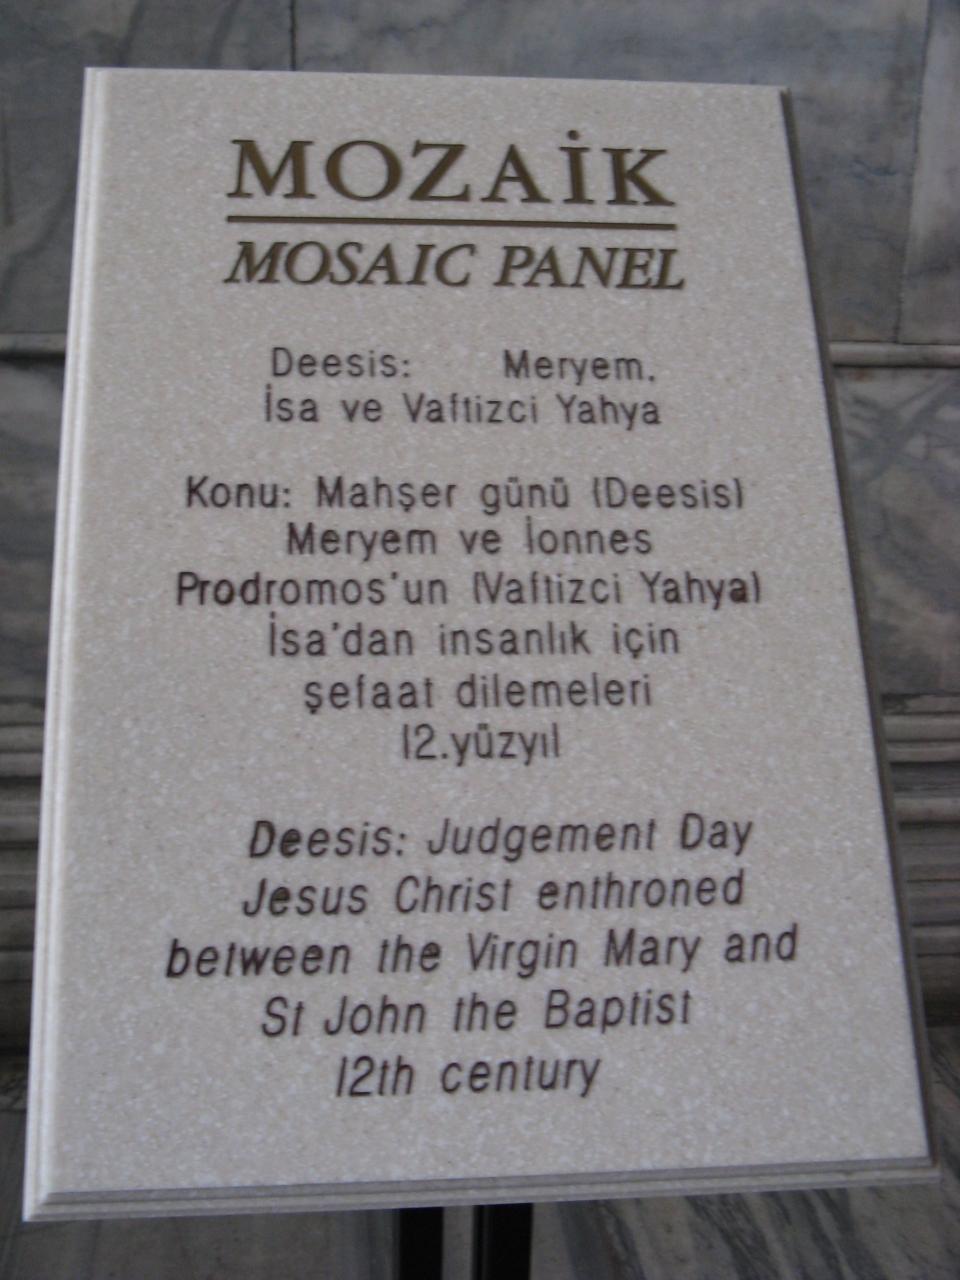 MOZAİK
MOSAIC PANEL
Deesis: Meryem.
İsa ve Vaftizci Yahya
Konu: Mahşer günü (Deesis)
Meryem ve İonnes
Prodromos'un (Vaftizci Yahya)
İsa'dan insanlık için
şefaat dilemeleri
12.yüzyıl
Deesis: Judgement Day
Jesus Christ enthroned
between the Virgin Mary and
St John the Baptist
12th century